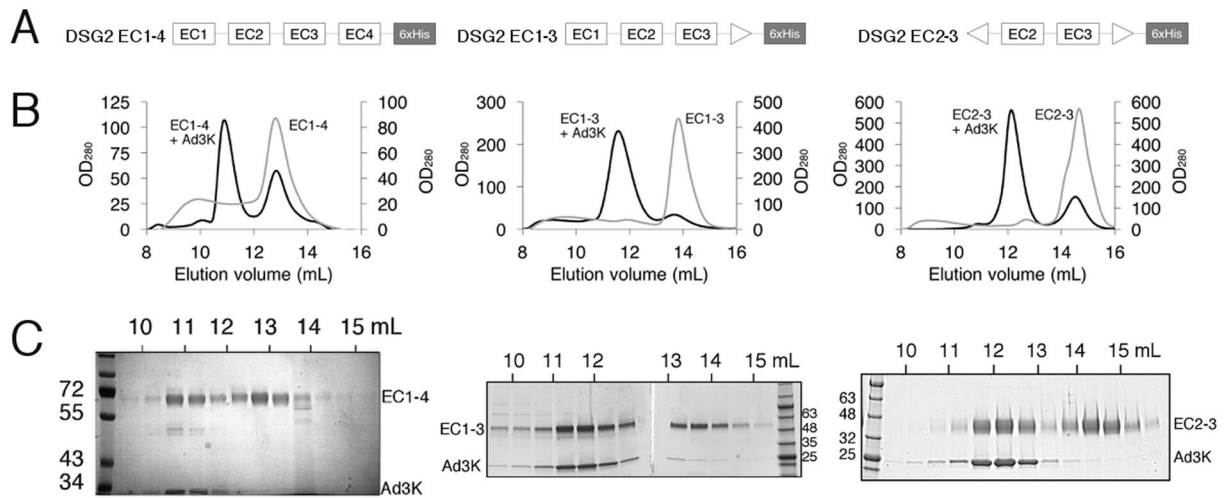 A
DSG2 EC1-4 EC1 EC2 EC3 EC4 6xHis
DSG2 EC1-3 EC1 EC2 EC3 6xHis
DSG2 EC2-3 EC2 EC3 6xHis
B
125
100
75
50
25
0
OD280
EC1-4
+ Ad3K
EC1-4
100
80
60
40
20
0
OD280
8 10 12 14 16
Elution volume (mL)
300
200
100
0
OD280
EC1-3
+ Ad3K
EC1-3
500
400
300
200
100
0
OD280
8 10 12 14 16
Elution volume (mL)
600
500
400
300
200
100
0
OD280
EC2-3
+ Ad3K
EC2-3
600
500
400
300
200
100
0
OD280
8 10 12 14 16
Elution volume (mL)
C
10 11 12 13 14 15 mL
72
55
43
34
EC1-4
Ad3K
10 11 12 13 14 15 mL
EC1-3
Ad3K
63
48
35
25
10 11 12 13 14 15 mL
63
48
32
25
EC2-3
Ad3K